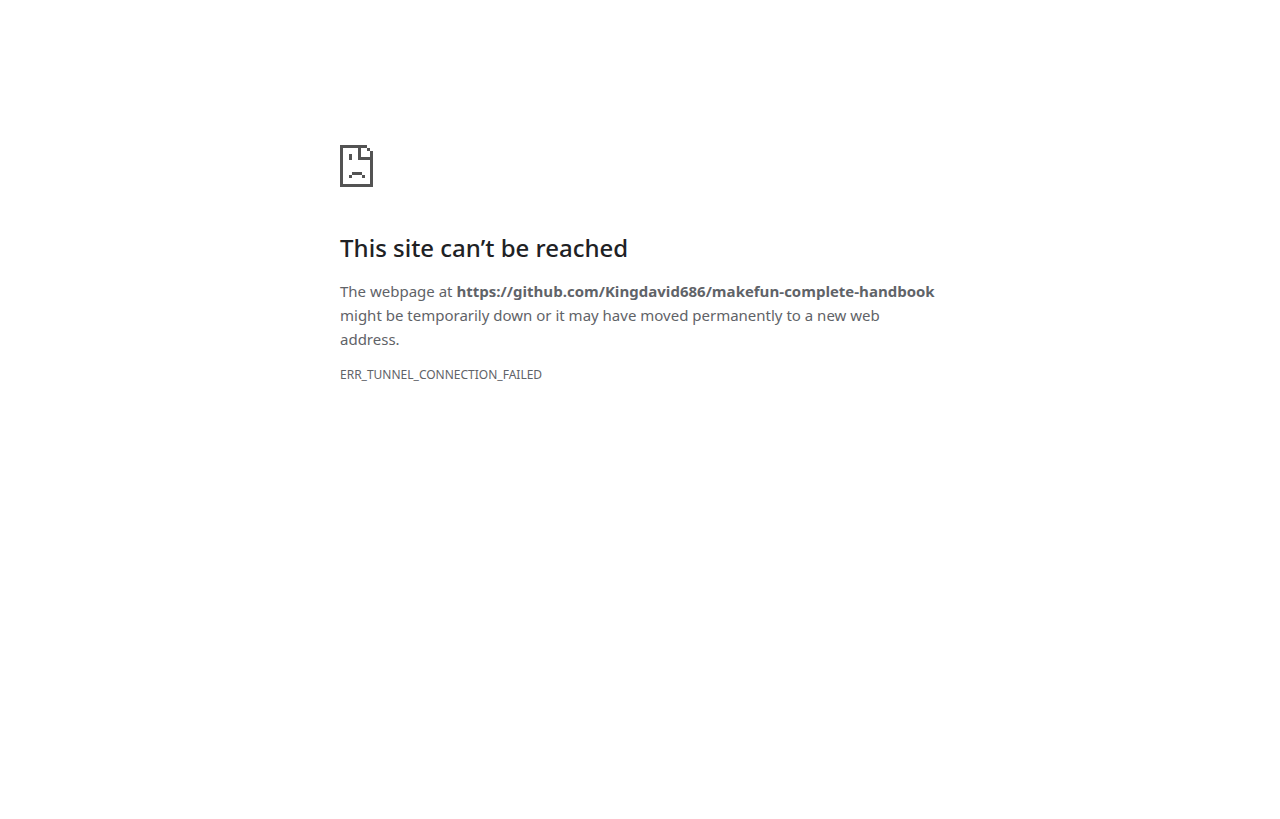 This site can’t be reached
The webpage at https://github.com/Kingdavid686/makefun-complete-handbook
might be temporarily down or it may have moved permanently to a new web
address.
ERR_TUNNEL_CONNECTION_FAILED